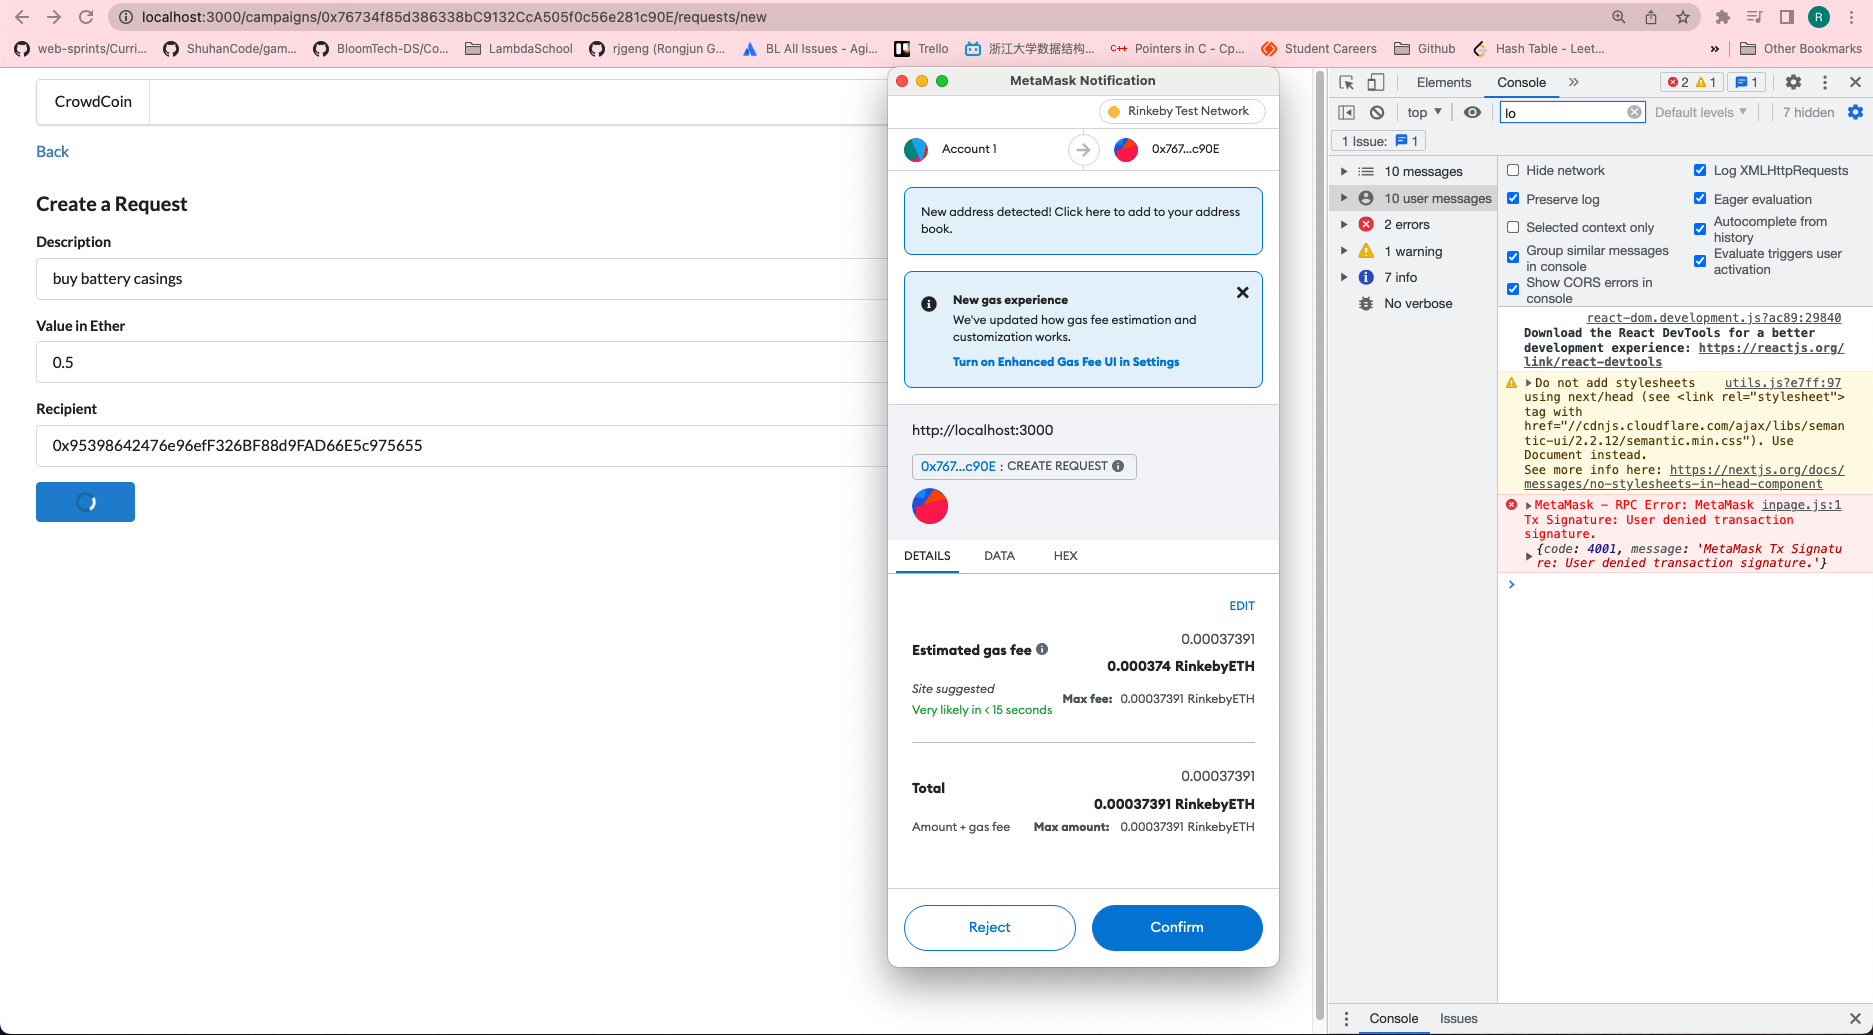 localhost:3000/campaigns/0x76734f85d386338bC9132CcA505f0c56e281c90E/requests/new
R
web-sprints/Curri...
ShuhanCode/gam...
BloomTech-DS/Co...
LambdaSchool
rjgeng (Rongjun G...
BL All Issues - Agi...
Trello
浙江大学数据结构...
C++ Pointers in C - Cp...
Student Careers
Github
Hash Table - Leet...
»
Other Bookmarks
CrowdCoin
Back
Create a Request
Description
buy battery casings
Value in Ether
0.5
Recipient
0x95398642476e96efF326BF88d9FAD66E5c975655
MetaMask Notification
Rinkeby Test Network
Account 1
0x767...c90E
New address detected! Click here to add to your address
book.
New gas experience
We've updated how gas fee estimation and
customization works.
Turn on Enhanced Gas Fee UI in Settings
http://localhost:3000
0x767...c90E : CREATE REQUEST
DETAILS
DATA
HEX
EDIT
0.00037391
Estimated gas fee
0.000374 RinkebyETH
Site suggested
Very likely in < 15 seconds
Max fee: 0.00037391 RinkebyETH
0.00037391
Total
0.00037391 RinkebyETH
Amount + gas fee
Max amount: 0.00037391 RinkebyETH
Reject
Confirm
Elements
Console
»
2
1
1
top
lo
Default levels
7 hidden
1 Issue: 1
10 messages
10 user messages
2 errors
1 warning
7 info
No verbose
Hide network
Log XMLHttpRequests
Preserve log
Eager evaluation
Selected context only
Autocomplete from
history
Group similar messages
in console
Evaluate triggers user
activation
Show CORS errors in
console
react-dom.development.js?ac89:29840
Download the React DevTools for a better
development experience: https://reactjs.org/
link/react-devtools
Do not add stylesheets utils.js?e7ff:97
using next/head (see <link rel="stylesheet">
tag with
href="//cdnjs.cloudflare.com/ajax/libs/seman
tic-ui/2.2.12/semantic.min.css"). Use
Document instead.
See more info here: https://nextjs.org/docs/
messages/no-stylesheets-in-head-component
MetaMask - RPC Error: MetaMask inpage.js:1
Tx Signature: User denied transaction
signature.
{code: 4001, message: 'MetaMask Tx Signatu
re: User denied transaction signature.'}
Console
Issues